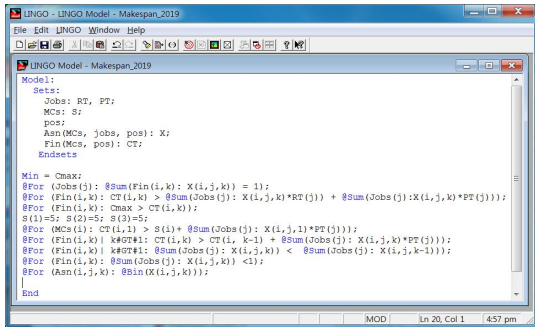 LINGO - LINGO Model - Makespan_2019
File Edit LINGO Window Help
LINGO Model - Makespan_2019
Model:
Sets:
Jobs: RT, PT;
MCs: S;
pos;
Asn(MCs, jobs, pos): X;
Fin(Mcs, pos): CT;
Endsets
Min = Cmax;
@For (Jobs(j): @Sum(Fin(i,k): X(i,j,k)) = 1);
@For (Fin(i,k): CT(i,k) > @Sum(Jobs(j): X(i,j,k)*RT(j)) + @Sum(Jobs(j):X(i,j,k)*PT(j)));
@For (Fin(i,k): Cmax > CT(i,k));
S(1)=5; S(2)=5; S(3)=5;
@For (MCs(i): CT(i,1) > S(i)+ @Sum(Jobs(j): X(i,j,1)*PT(j)));
@For (Fin(i,k)| k#GT#1: CT(i,k) > CT(i, k-1) + @Sum(Jobs(j): X(i,j,k)*PT(j)));
@For (Fin(i,k)| k#GT#1: @Sum(Jobs(j): X(i,j,k)) < @Sum(Jobs(j): X(i,j,k-1)));
@For (Fin(i,k): @Sum(Jobs(j): X(i,j,k)) <1);
@For (Asn(i,j,k): @Bin(X(i,j,k)));
End
MOD Ln 20, Col 1 4:57 pm